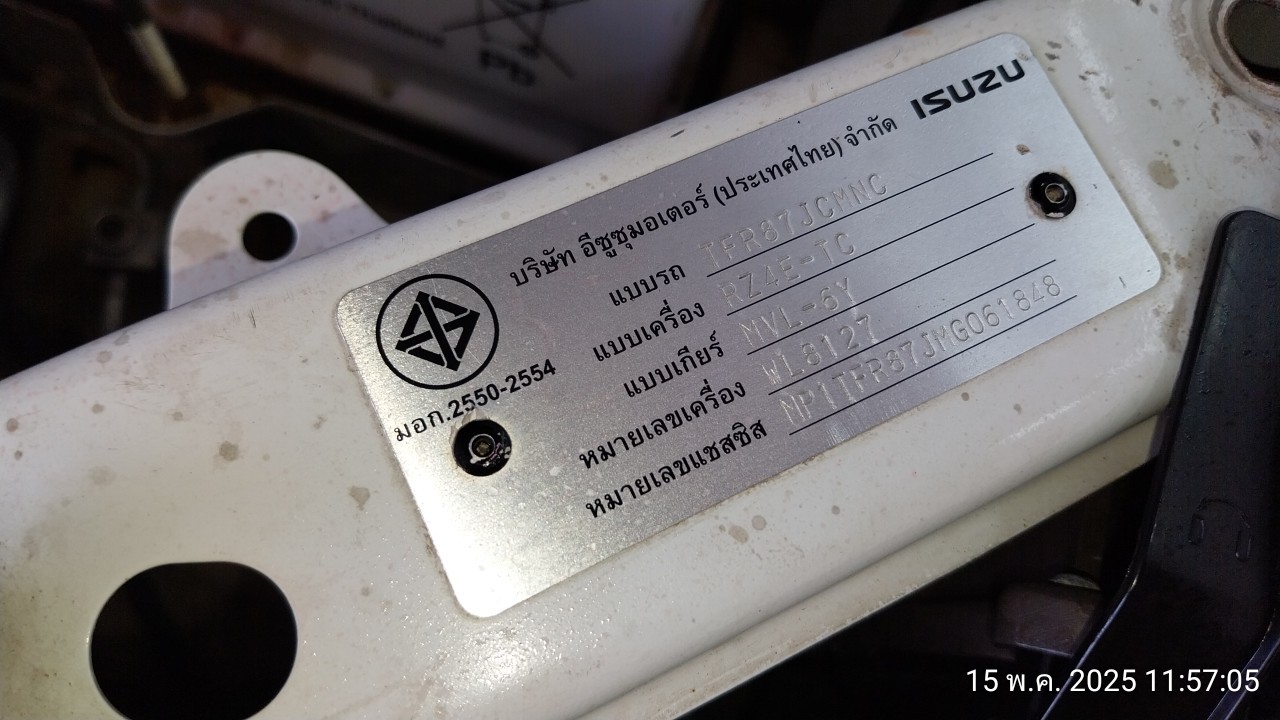 ISUZU
บริษัท อีซูซุมอเตอร์ (ประเทศไทย) จำกัด
แบบรถ TFR87JCMNC
แบบเครื่อง RZ4E-TC
แบบเกียร์ MVL-6Y
หมายเลขเครื่อง WL8127
หมายเลขแชสซิส MP1TFR87JMG061848
มอก.2550-2554
15 พ.ค. 2025 11:57:05